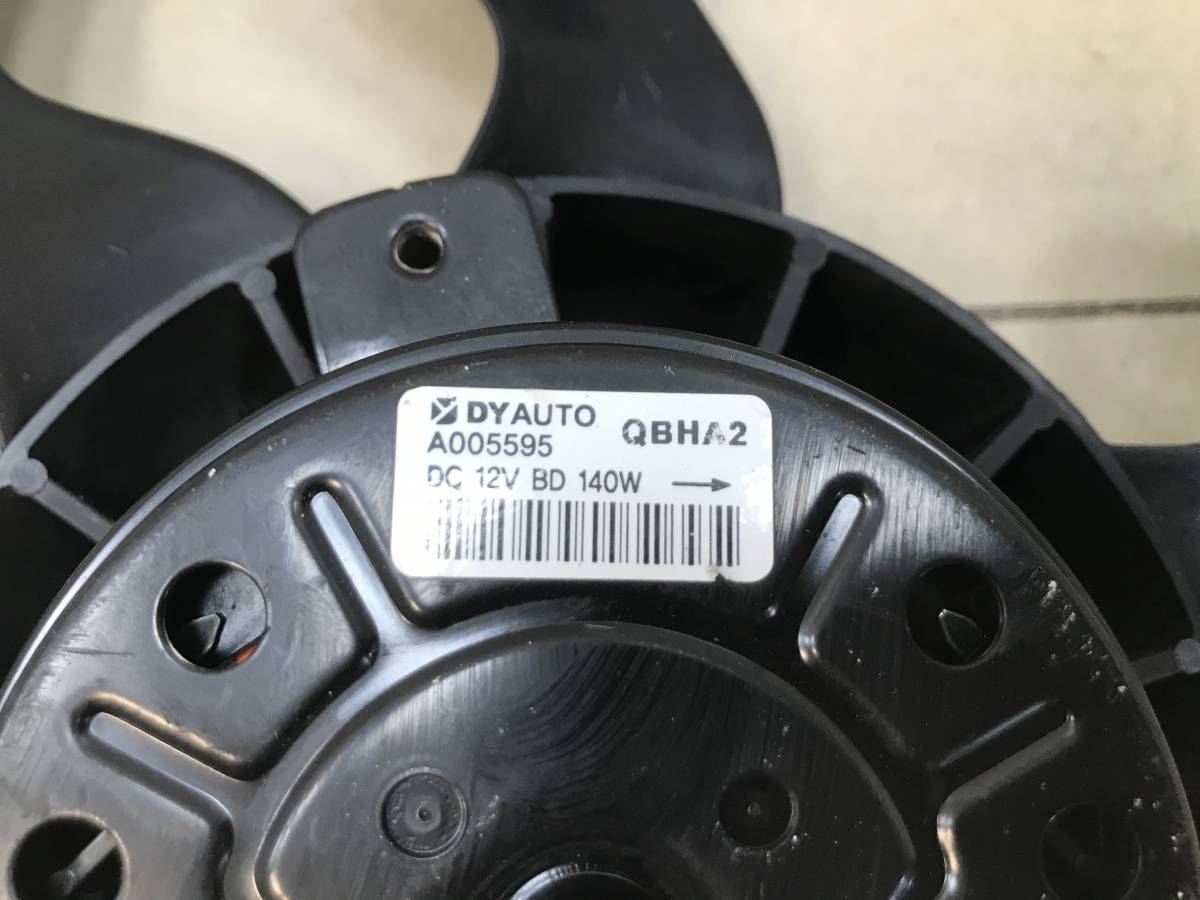 DYAUTO
A005595
QBHA2
DC 12V BD 140W →